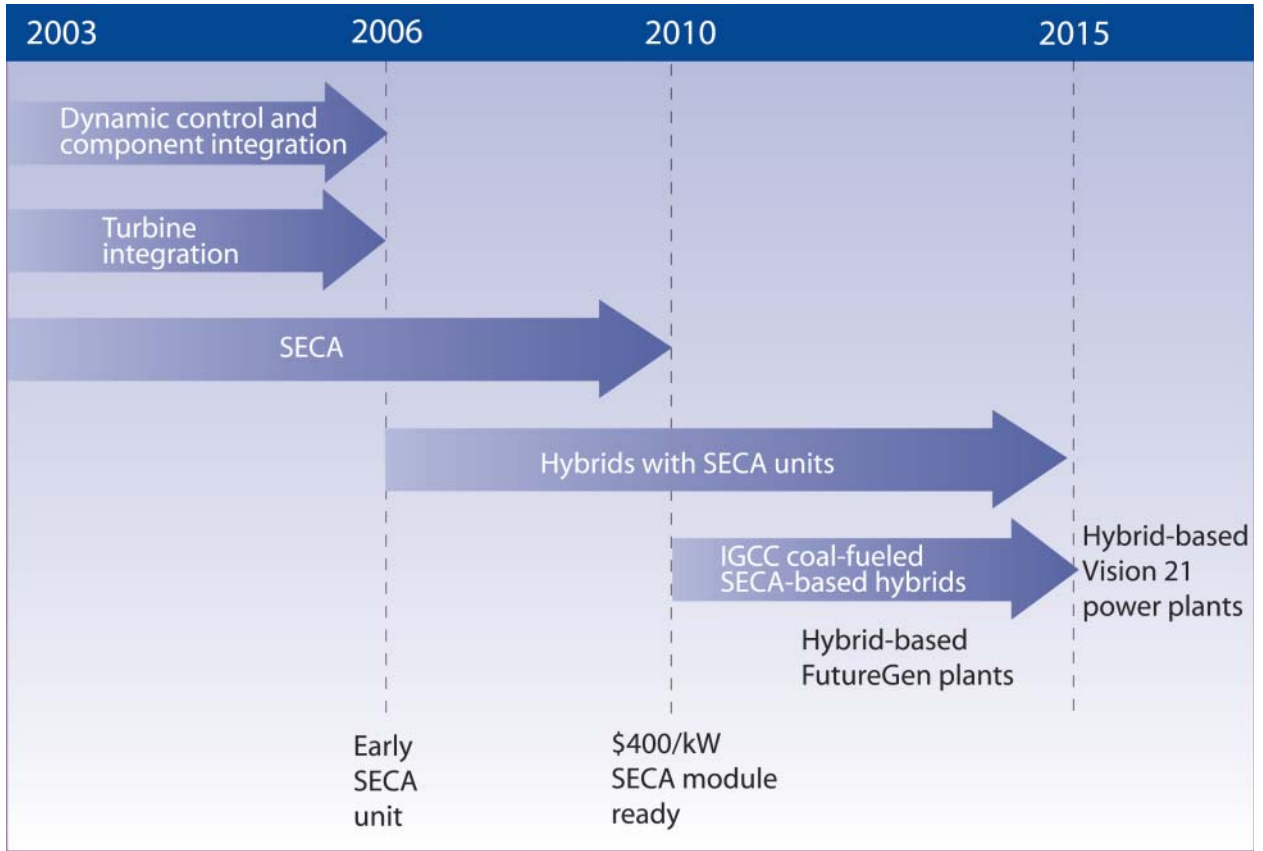 2003 2006 2010 2015
Dynamic control and
component integration
Turbine
integration
SECA
Hybrids with SECA units
IGCC coal-fueled
SECA-based hybrids
Hybrid-based
Vision 21
power plants
Hybrid-based
FutureGen plants
Early
SECA
unit
$400/kW
SECA module
ready